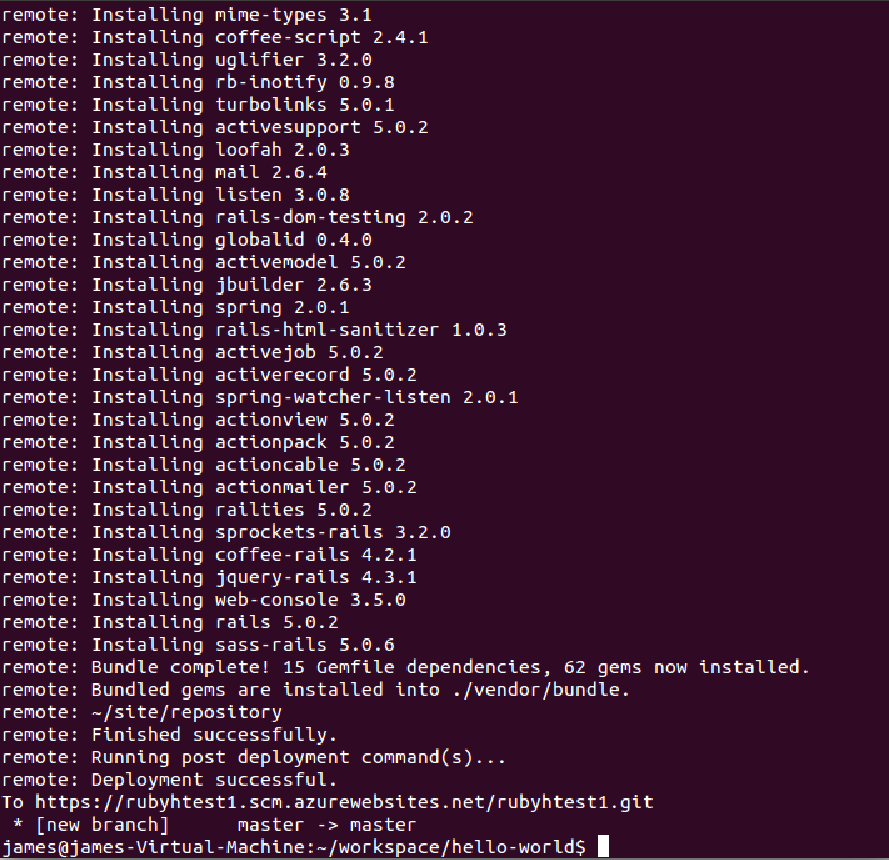 remote: Installing mime-types 3.1
remote: Installing coffee-script 2.4.1
remote: Installing uglifier 3.2.0
remote: Installing rb-inotify 0.9.8
remote: Installing turbolinks 5.0.1
remote: Installing activesupport 5.0.2
remote: Installing loofah 2.0.3
remote: Installing mail 2.6.4
remote: Installing listen 3.0.8
remote: Installing rails-dom-testing 2.0.2
remote: Installing globalid 0.4.0
remote: Installing activemodel 5.0.2
remote: Installing jbuilder 2.6.3
remote: Installing spring 2.0.1
remote: Installing rails-html-sanitizer 1.0.3
remote: Installing activejob 5.0.2
remote: Installing activerecord 5.0.2
remote: Installing spring-watcher-listen 2.0.1
remote: Installing actionview 5.0.2
remote: Installing actionpack 5.0.2
remote: Installing actioncable 5.0.2
remote: Installing actionmailer 5.0.2
remote: Installing railties 5.0.2
remote: Installing sprockets-rails 3.2.0
remote: Installing coffee-rails 4.2.1
remote: Installing jquery-rails 4.3.1
remote: Installing web-console 3.5.0
remote: Installing rails 5.0.2
remote: Installing sass-rails 5.0.6
remote: Bundle complete! 15 Gemfile dependencies, 62 gems now installed.
remote: Bundled gems are installed into ./vendor/bundle.
remote: ~/site/repository
remote: Finished successfully.
remote: Running post deployment command(s)...
remote: Deployment successful.
To https://rubyhtest1.scm.azurewebsites.net/rubyhtest1.git
 * [new branch]      master -> master
james@james-Virtual-Machine:~/workspace/hello-world$